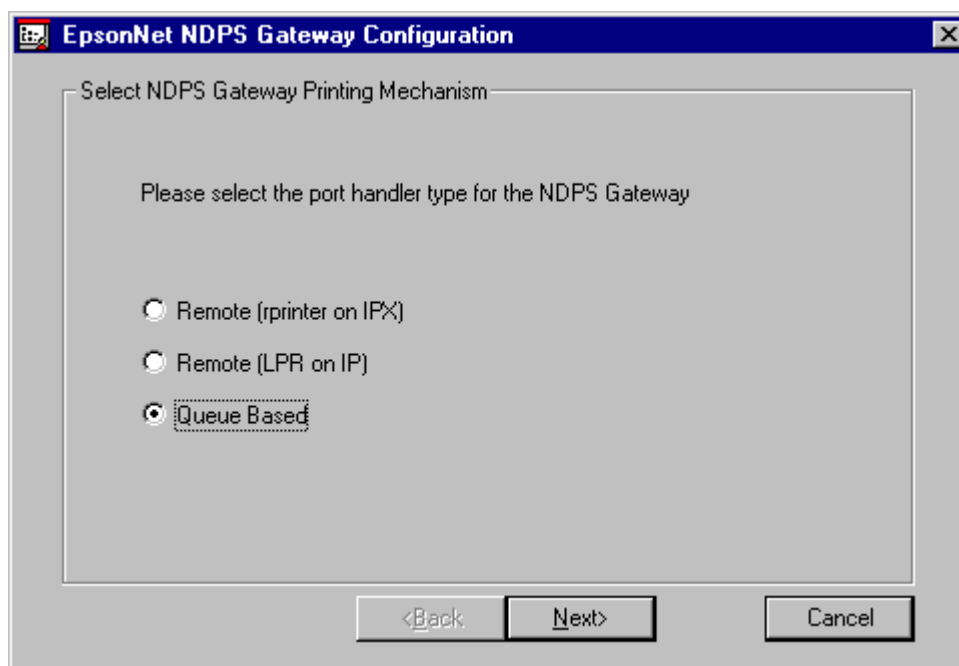 EpsonNet NDPS Gateway Configuration
Select NDPS Gateway Printing Mechanism
Please select the port handler type for the NDPS Gateway
Remote (rprinter on IPX)
Remote (LPR on IP)
Queue Based
<Back Next> Cancel